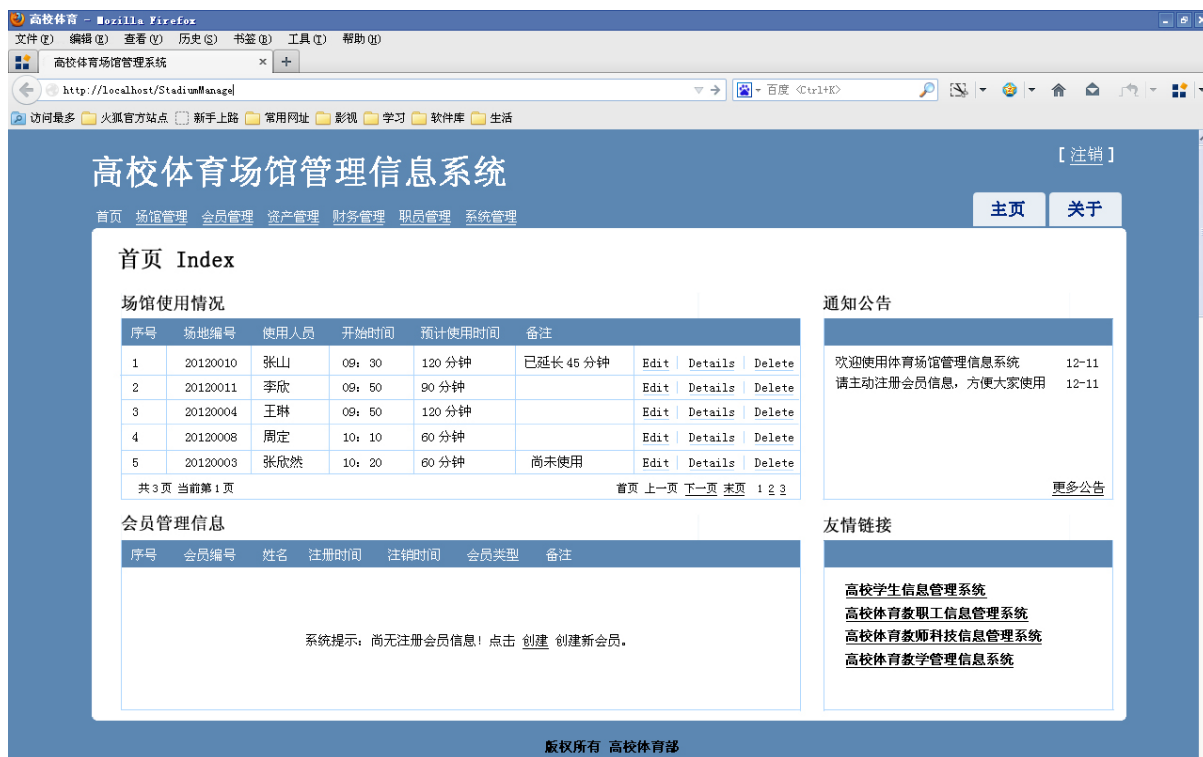 高校体育 - Mozilla Firefox
文件(F) 编辑(E) 查看(V) 历史(S) 书签(B) 工具(T) 帮助(H)
高校体育场馆管理系统 × +
http://localhost/StadiumManage 百度 <Ctrl+K>
访问最多 火狐官方站点 新手上路 常用网址 影视 学习 软件库 生活
[ 注销 ]
高校体育场馆管理信息系统
首页 场馆管理 会员管理 资产管理 财务管理 职员管理 系统管理
主页 关于
首页 Index
场馆使用情况
序号 场地编号 使用人员 开始时间 预计使用时间 备注
1 20120010 张山 09: 30 120 分钟 已延长 45 分钟 Edit | Details | Delete
2 20120011 李欣 09: 50 90 分钟 Edit | Details | Delete
3 20120004 王琳 09: 50 120 分钟 Edit | Details | Delete
4 20120008 周定 10: 10 60 分钟 Edit | Details | Delete
5 20120003 张欣然 10: 20 60 分钟 尚未使用 Edit | Details | Delete
共 3 页 当前第 1 页 首页 上一页 下一页 末页 1 2 3
通知公告
欢迎使用体育场馆管理信息系统 12-11
请主动注册会员信息，方便大家使用 12-11
更多公告
会员管理信息
序号 会员编号 姓名 注册时间 注销时间 会员类型 备注
系统提示：尚无注册会员信息！点击 创建 创建新会员。
友情链接
高校学生信息管理系统
高校体育教职工信息管理系统
高校体育教师科技信息管理系统
高校体育教学管理信息系统
版权所有 高校体育部